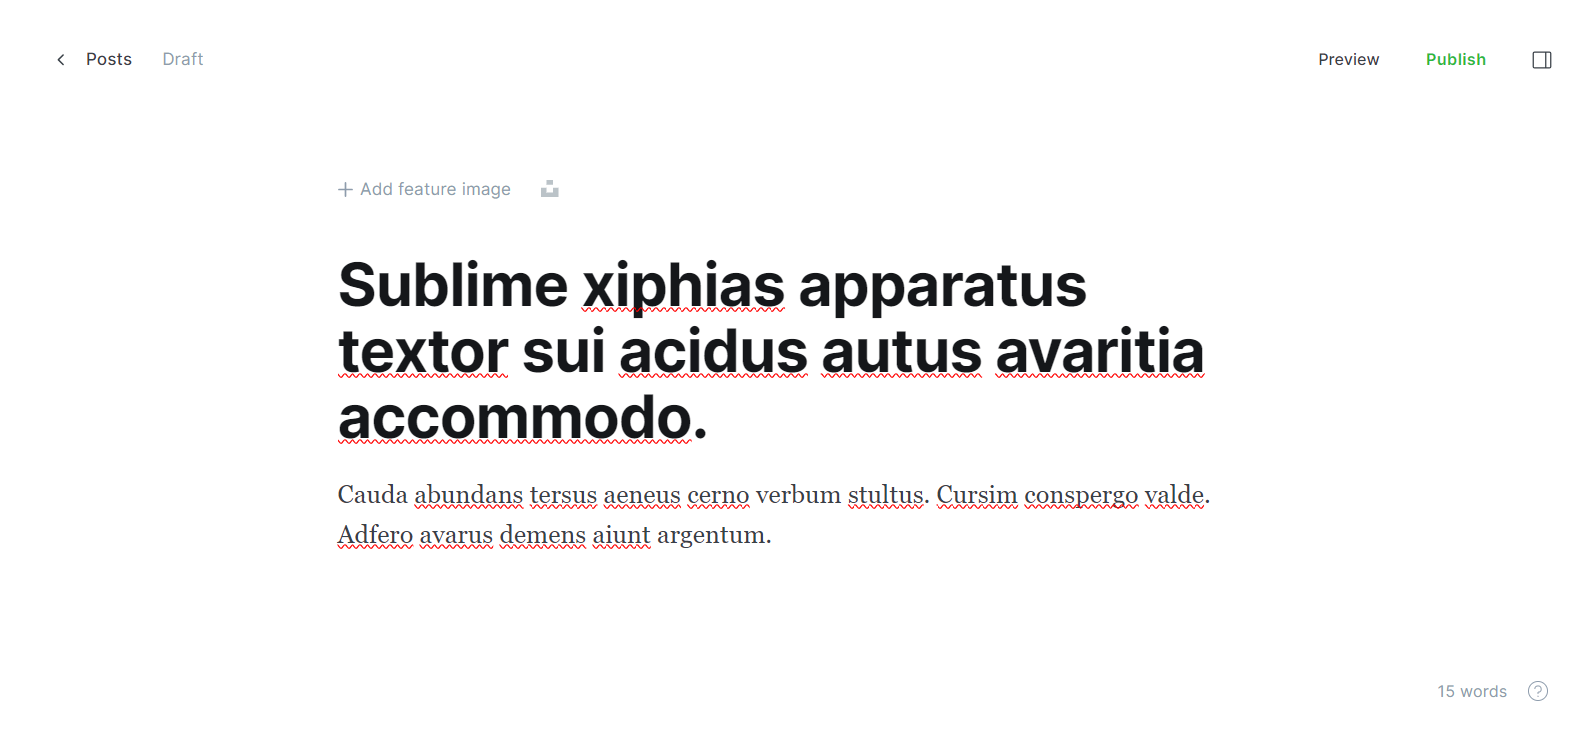 Posts Draft Preview Publish
Add feature image
Sublime xiphias apparatus
textor sui acidus autus avaritia
accommodo.
Cauda abundans tersus aeneus cerno verbum stultus. Cursim conspergo valde.
Adfero avarus demens aiunt argentum.
15 words ?